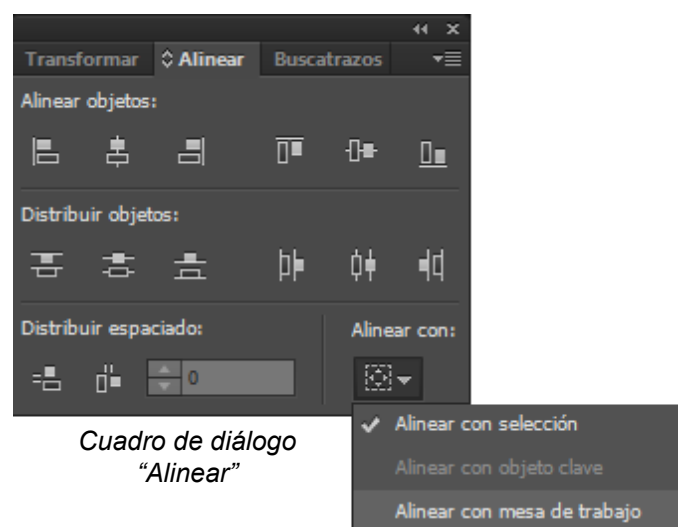 Transformar Alinear Buscatrazos
Alinear objetos:
Distribuir objetos:
Distribuir espaciado: Alinear con:
0
Alinear con selección
Alinear con objeto clave
Alinear con mesa de trabajo
Cuadro de diálogo
“Alinear”